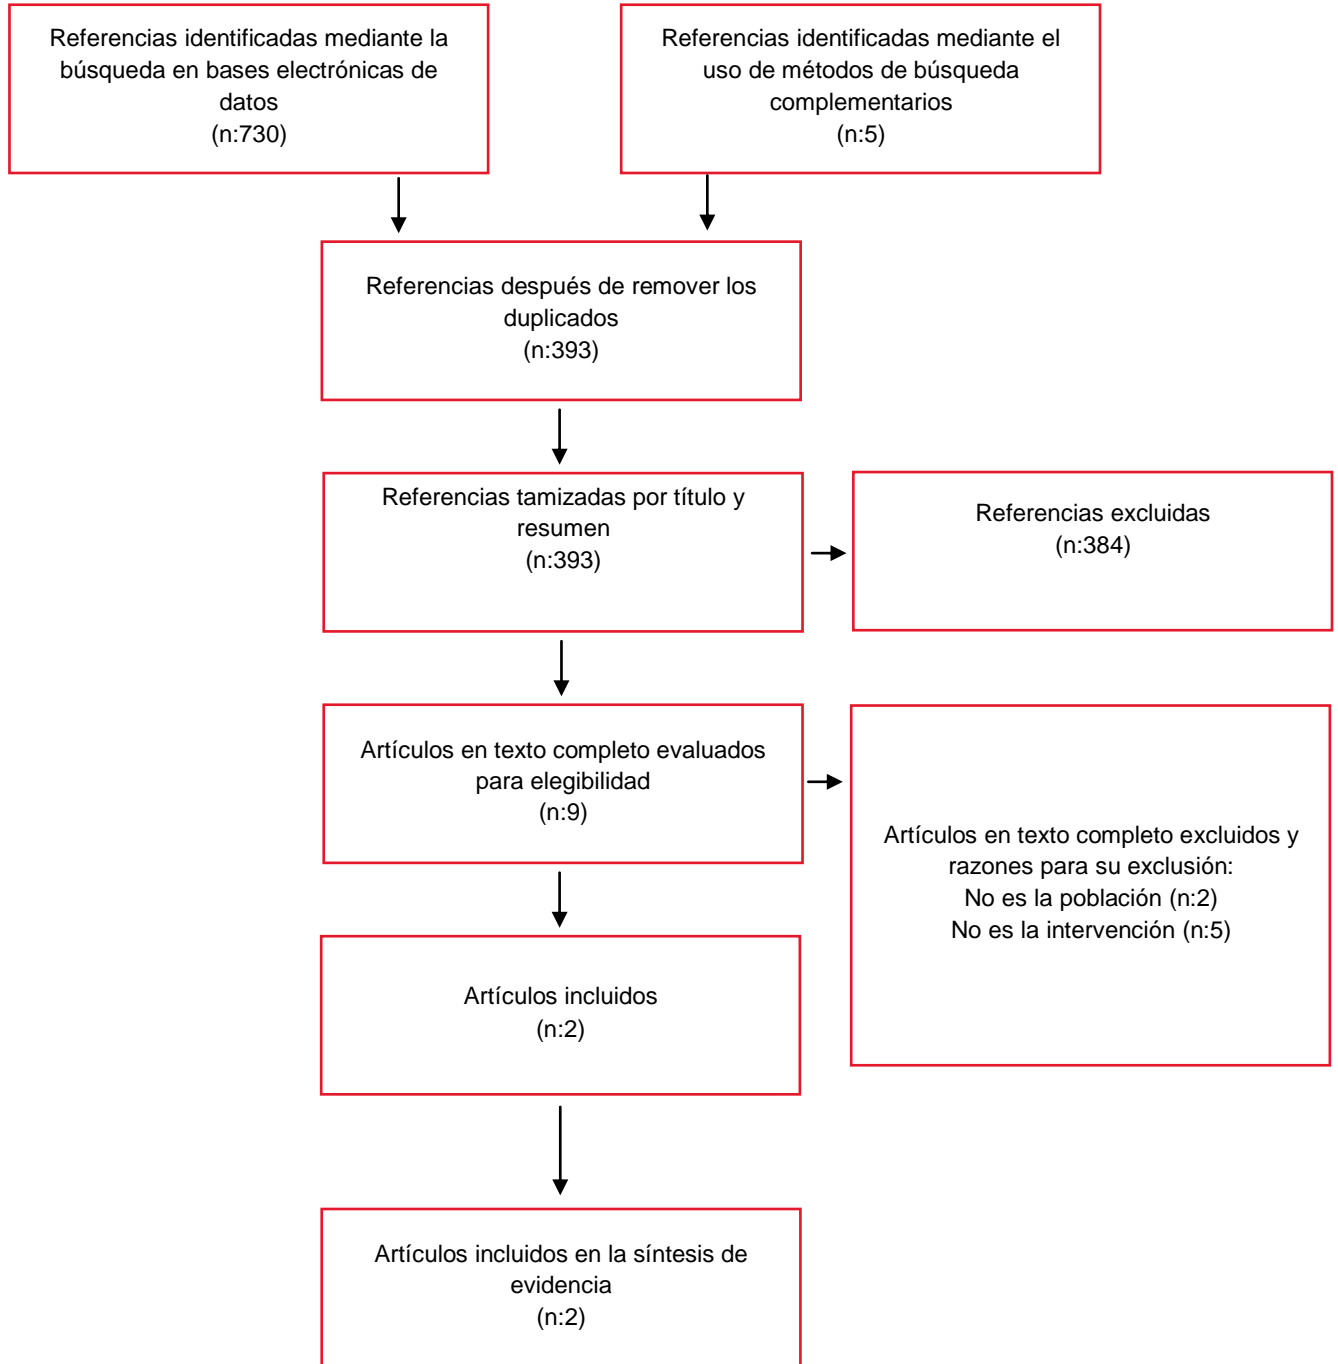 Referencias identificadas mediante la
búsqueda en bases electrónicas de
datos
(n:730)
Referencias identificadas mediante el
uso de métodos de búsqueda
complementarios
(n:5)
Referencias después de remover los
duplicados
(n:393)
Referencias tamizadas por título y
resumen
(n:393)
Referencias excluidas
(n:384)
Artículos en texto completo evaluados
para elegibilidad
(n:9)
Artículos en texto completo excluidos y
razones para su exclusión:
No es la población (n:2)
No es la intervención (n:5)
Artículos incluidos
(n:2)
Artículos incluidos en la síntesis de
evidencia
(n:2)